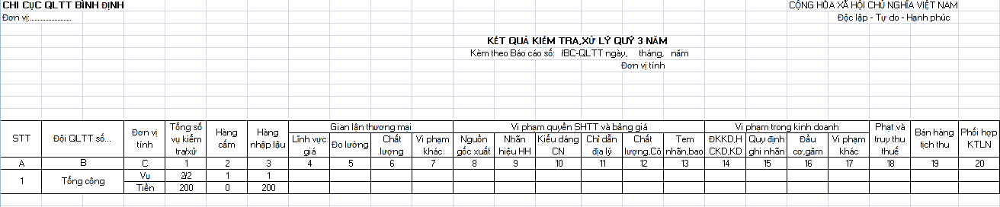 CHI CỤC QLTT BÌNH ĐỊNH
CỘNG HÒA XÃ HỘI CHỦ NGHĨA VIỆT NAM
Đơn vị:........................
Độc lập - Tự do - Hạnh phúc
KẾT QUẢ KIỂM TRA,XỬ LÝ QUÝ 3 NĂM
Kèm theo Báo cáo số: /BC-QLTT ngày, tháng, năm
Đơn vị tính
STT Đội QLTT số... Đơn vị tính Tổng số vụ kiểm tra/xử Hàng cấm Hàng nhập lậu Gian lận thương mại Vi phạm quyền SHTT và bảng giá Vi phạm trong kinh doanh Phạt và truy thu thuế Bán hàng tịch thu Phối hợp KTLN
Lĩnh vực giá Đo lường Chất lượng Vi phạm khác Nguồn gốc xuất Nhãn hiệu HH Kiểu dáng CN Chỉ dẫn địa lý Chất lượng,Cô Tem nhãn,bao ĐKKD,H CKD,KD Quy định ghi nhãn Đầu cơ,găm Vi phạm khác
A B C 1 2 3 4 5 6 7 8 9 10 11 12 13 14 15 16 17 18 19 20
1 Tổng cộng Vụ 2/2 1 1
Tiền 200 0 200